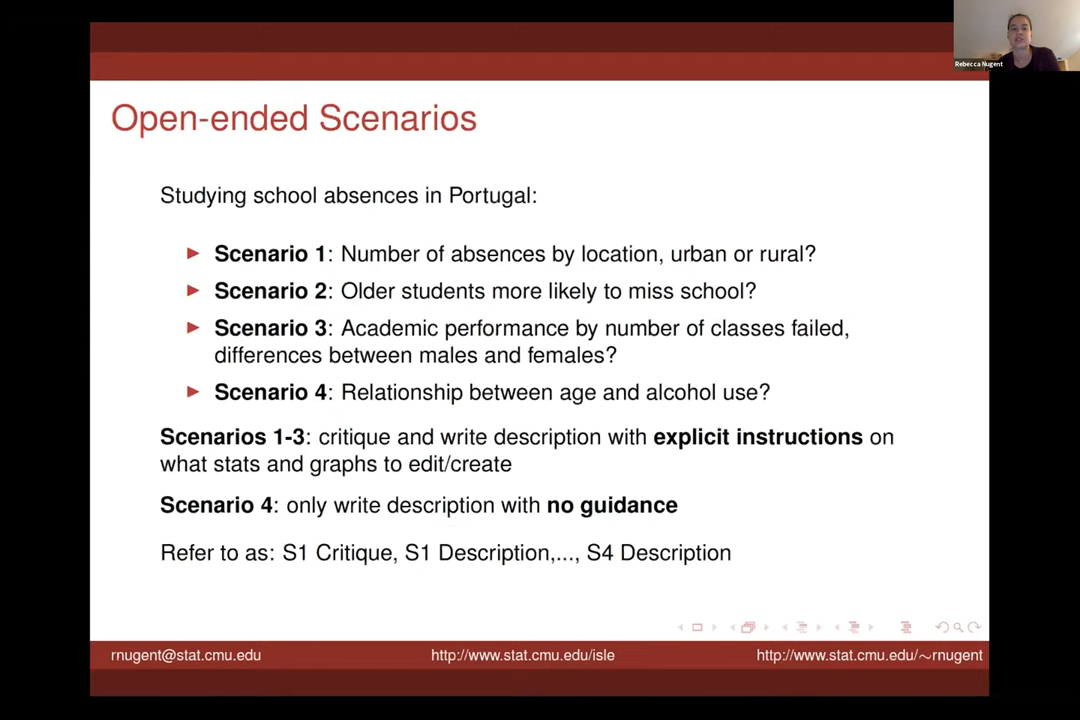 Rebecca Nugent
Open-ended Scenarios
Studying school absences in Portugal:
Scenario 1: Number of absences by location, urban or rural?
Scenario 2: Older students more likely to miss school?
Scenario 3: Academic performance by number of classes failed,
differences between males and females?
Scenario 4: Relationship between age and alcohol use?
Scenarios 1-3: critique and write description with explicit instructions on
what stats and graphs to edit/create
Scenario 4: only write description with no guidance
Refer to as: S1 Critique, S1 Description,..., S4 Description
rnugent@stat.cmu.edu
http://www.stat.cmu.edu/isle
http://www.stat.cmu.edu/∼rnugent